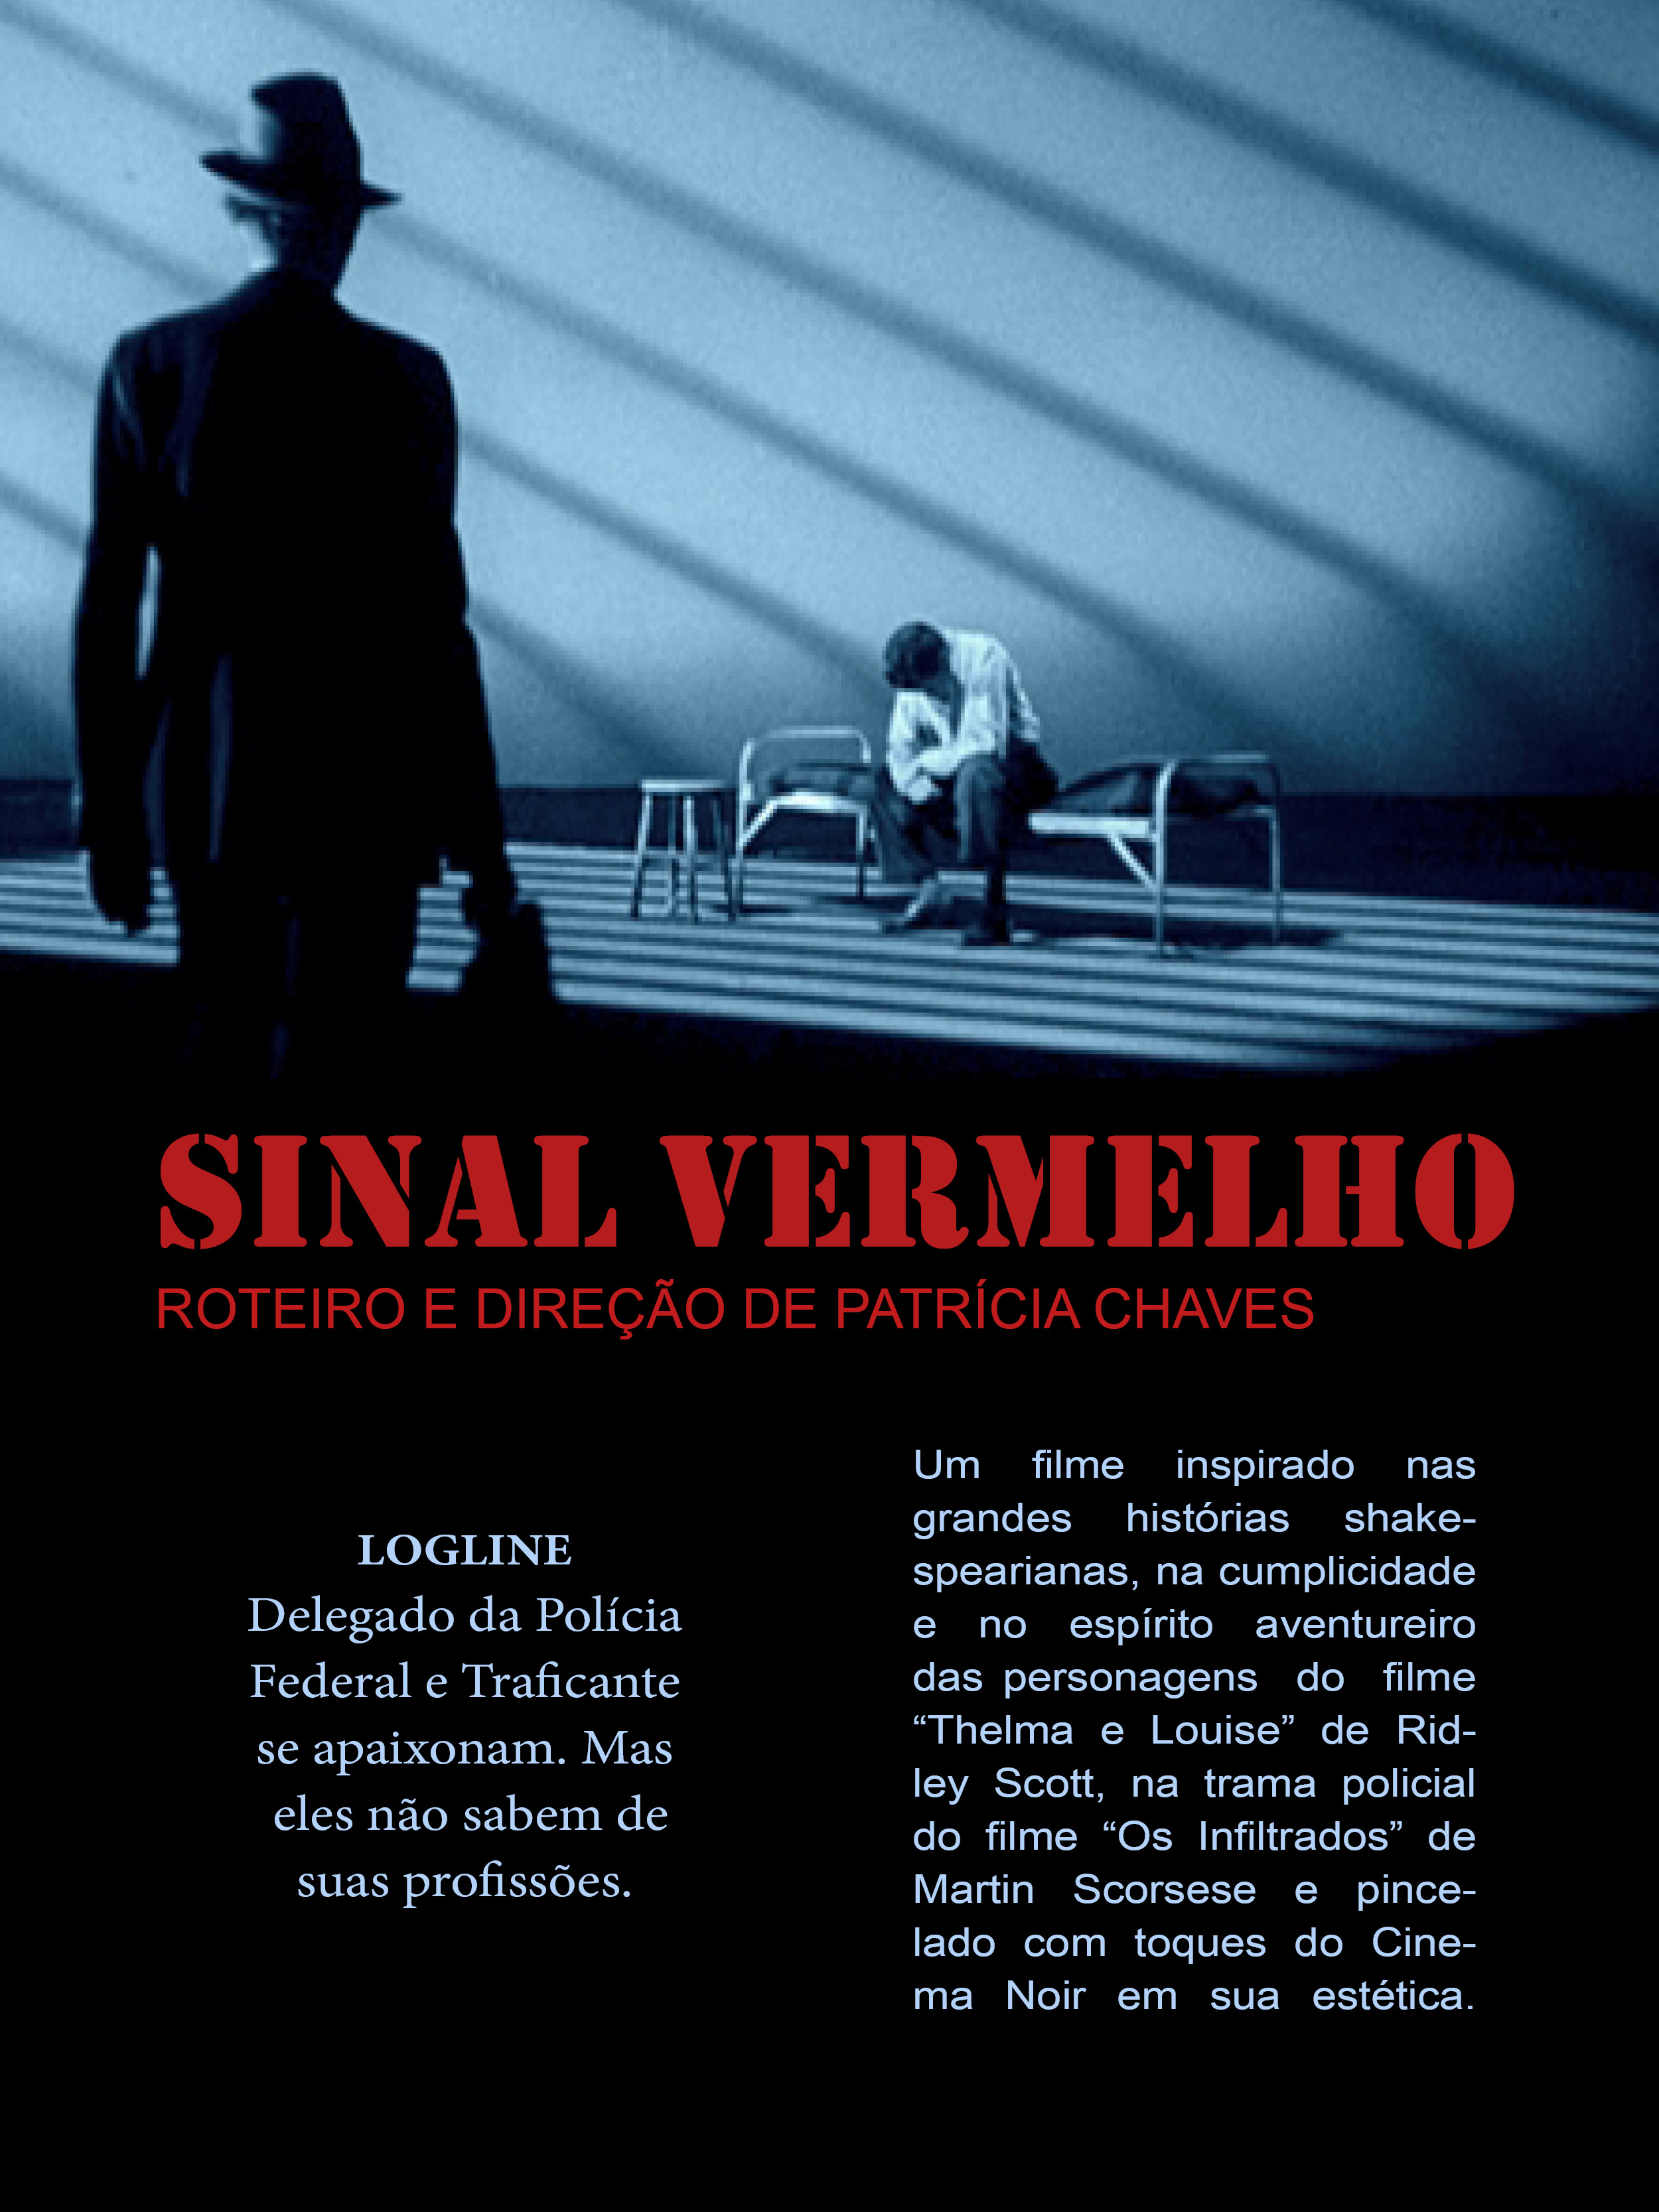 SINAL VERMELHO
ROTEIRO E DIREÇÃO DE PATRÍCIA CHAVES
LOGLINE
Delegado da Polícia
Federal e Traficante
se apaixonam. Mas
eles não sabem de
suas profissões.
Um filme inspirado nas
grandes histórias shake-
spearianas, na cumplicidade
e no espírito aventureiro
das personagens do filme
“Thelma e Louise” de Rid-
ley Scott, na trama policial
do filme “Os Infiltrados” de
Martin Scorsese e pince-
lado com toques do Cine-
ma Noir em sua estética.